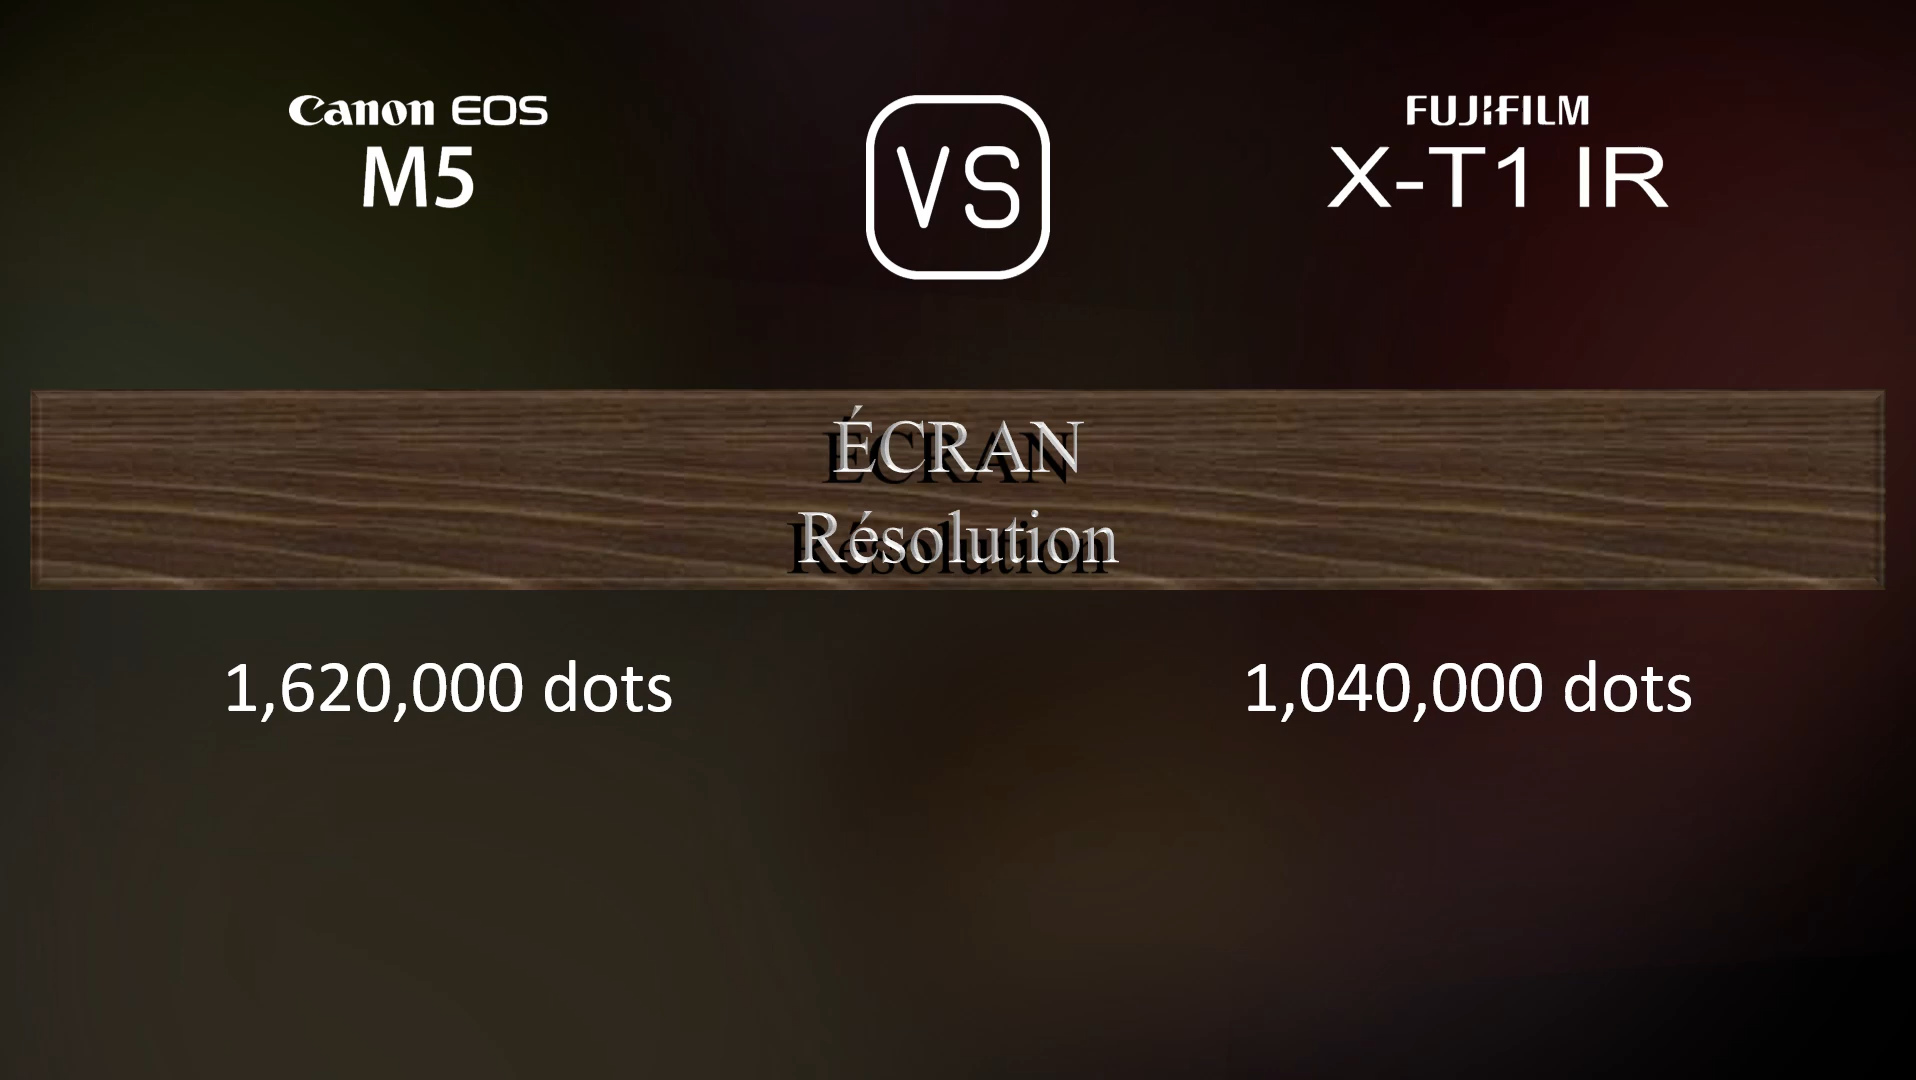 Canon EOS
M5
VS
FUJIFILM
X-T1 IR
ÉCRAN
Résolution
1,620,000 dots
1,040,000 dots